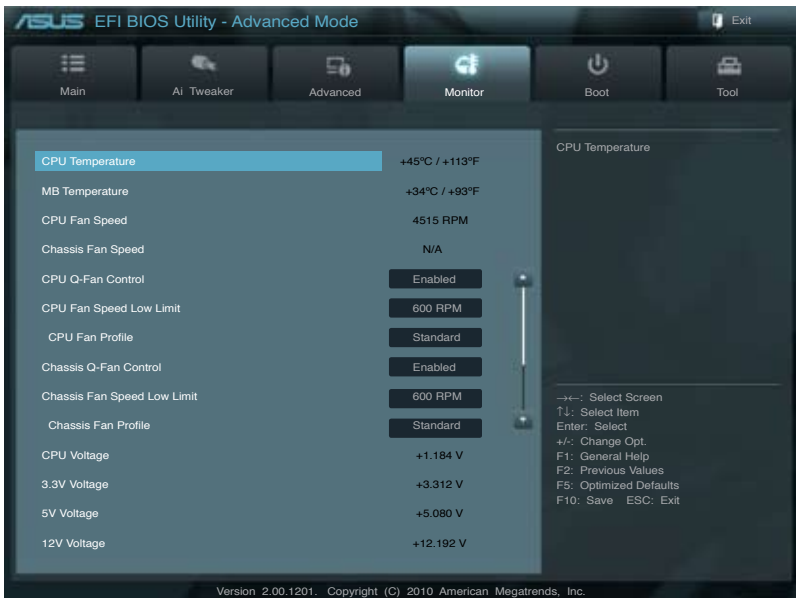 ASUS EFI BIOS Utility - Advanced Mode
Exit
Main Ai Tweaker Advanced Monitor Boot Tool
CPU Temperature +45ºC / +113ºF
MB Temperature +34ºC / +93ºF
CPU Fan Speed 4515 RPM
Chassis Fan Speed N/A
CPU Q-Fan Control Enabled
CPU Fan Speed Low Limit 600 RPM
CPU Fan Profile Standard
Chassis Q-Fan Control Enabled
Chassis Fan Speed Low Limit 600 RPM
Chassis Fan Profile Standard
CPU Voltage +1.184 V
3.3V Voltage +3.312 V
5V Voltage +5.080 V
12V Voltage +12.192 V
CPU Temperature
→←: Select Screen
↑↓: Select Item
Enter: Select
+/-: Change Opt.
F1: General Help
F2: Previous Values
F5: Optimized Defaults
F10: Save ESC: Exit
Version 2.00.1201. Copyright (C) 2010 American Megatrends, Inc.